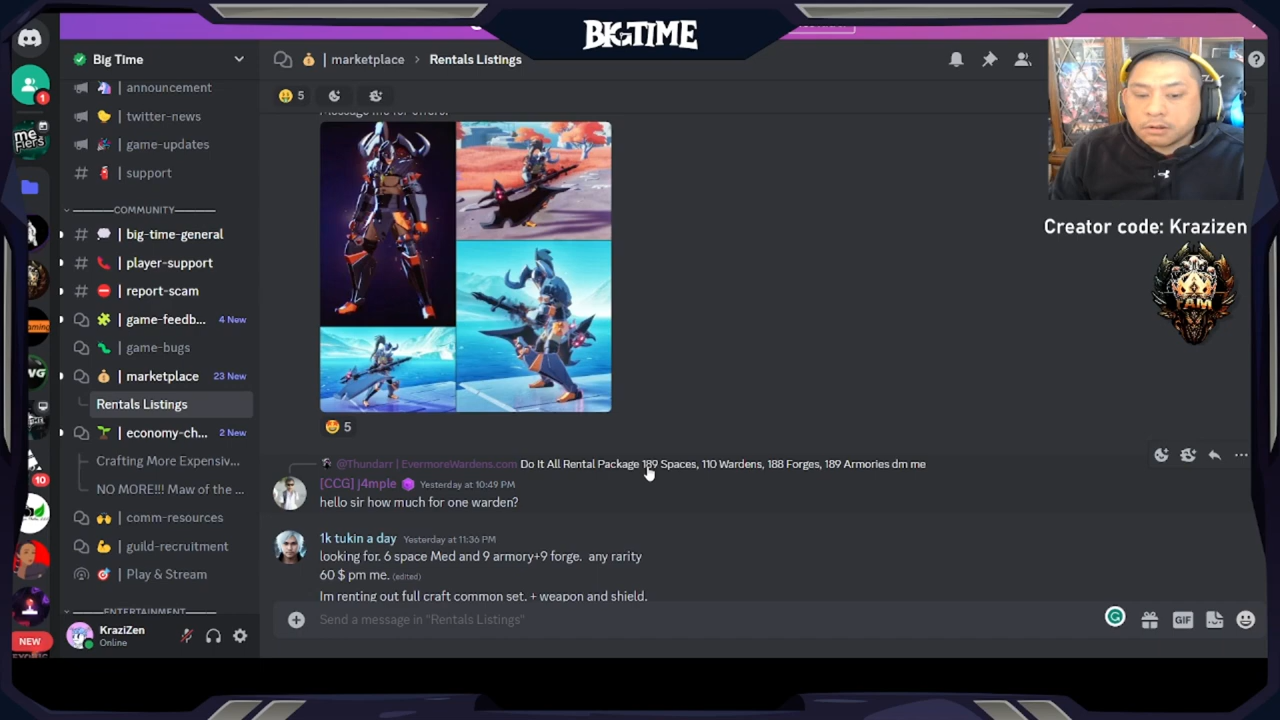 BIGTIME
Big Time
| marketplace > Rentals Listings
| announcement
5
| twitter-news
| game-updates
| support
COMMUNITY
| big-time-general
| player-support
| report-scam
| game-feedb... 4 New
| game-bugs
| marketplace 23 New
Rentals Listings
| economy-ch... 2 New
Crafting More Expensiv...
NO MORE!!! Maw of the ...
| comm-resources
| guild-recruitment
| Play & Stream
ENTERTAINMENT
KraziZen
Online
1
10
NEW
5
@Thundarr | EvermoreWardens.com Do It All Rental Package 189 Spaces, 110 Wardens, 188 Forges, 189 Armories dm me
[CCG] j4mple Yesterday at 10:49 PM
hello sir how much for one warden?
1k tukin a day Yesterday at 11:36 PM
looking for. 6 space Med and 9 armory+9 forge. any rarity
60 $ pm me. (edited)
Im renting out full craft common set. + weapon and shield.
Send a message in "Rentals Listings"
GIF
Creator code: Krazizen
AM